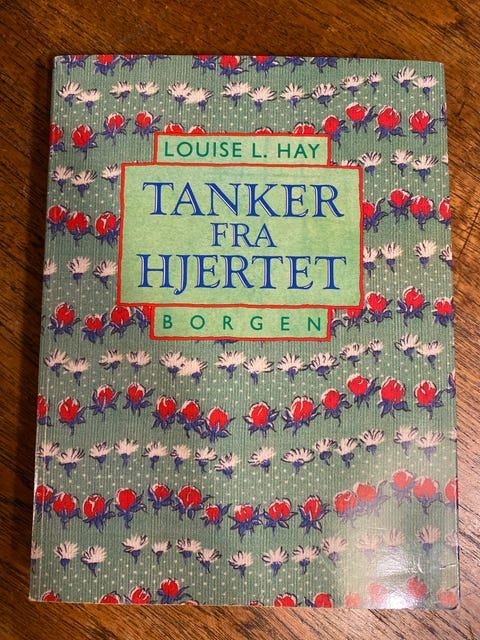 LOUISE L. HAY
TANKER
FRA
HJERTET
BORGEN